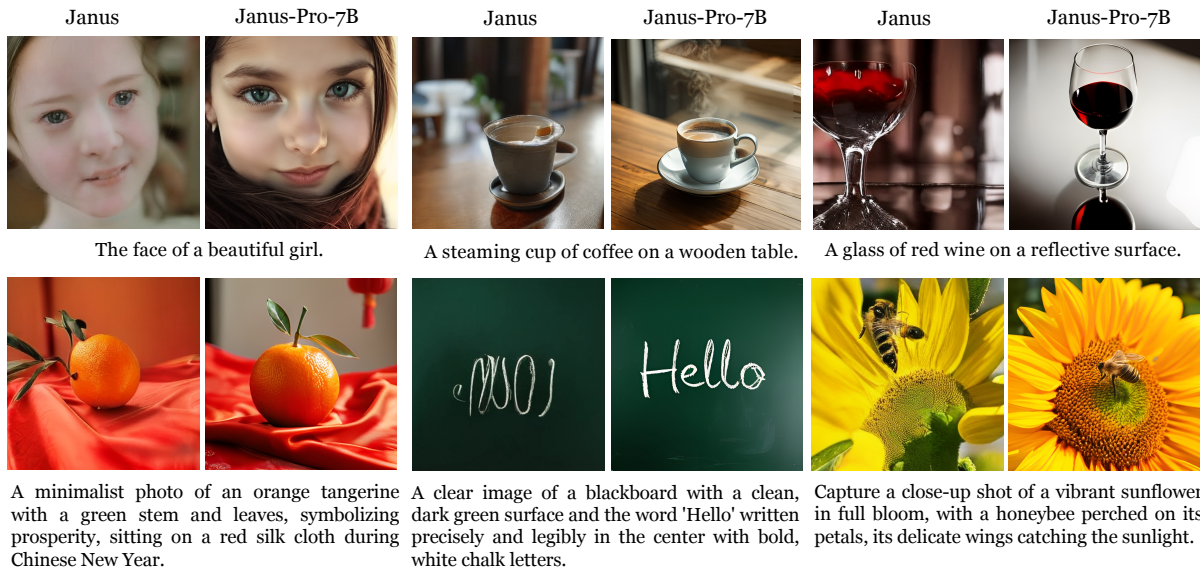 Janus
Janus-Pro-7B
Janus
Janus-Pro-7B
Janus
Janus-Pro-7B
The face of a beautiful girl.
A steaming cup of coffee on a wooden table.
A glass of red wine on a reflective surface.
Hello
A minimalist photo of an orange tangerine
with a green stem and leaves, symbolizing
prosperity, sitting on a red silk cloth during
Chinese New Year.
A clear image of a blackboard with a clean,
dark green surface and the word 'Hello' written
precisely and legibly in the center with bold,
white chalk letters.
Capture a close-up shot of a vibrant sunflower
in full bloom, with a honeybee perched on its
petals, its delicate wings catching the sunlight.